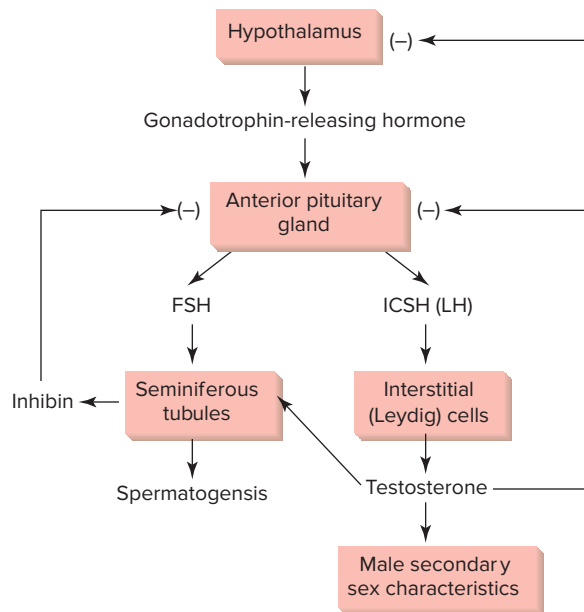 Hypothalamus
(–)
Gonadotrophin-releasing hormone
(–)
Anterior pituitary
gland
(–)
FSH
ICSH (LH)
Inhibin
Seminiferous
tubules
Interstitial
(Leydig) cells
Spermatogensis
Testosterone
Male secondary
sex characteristics